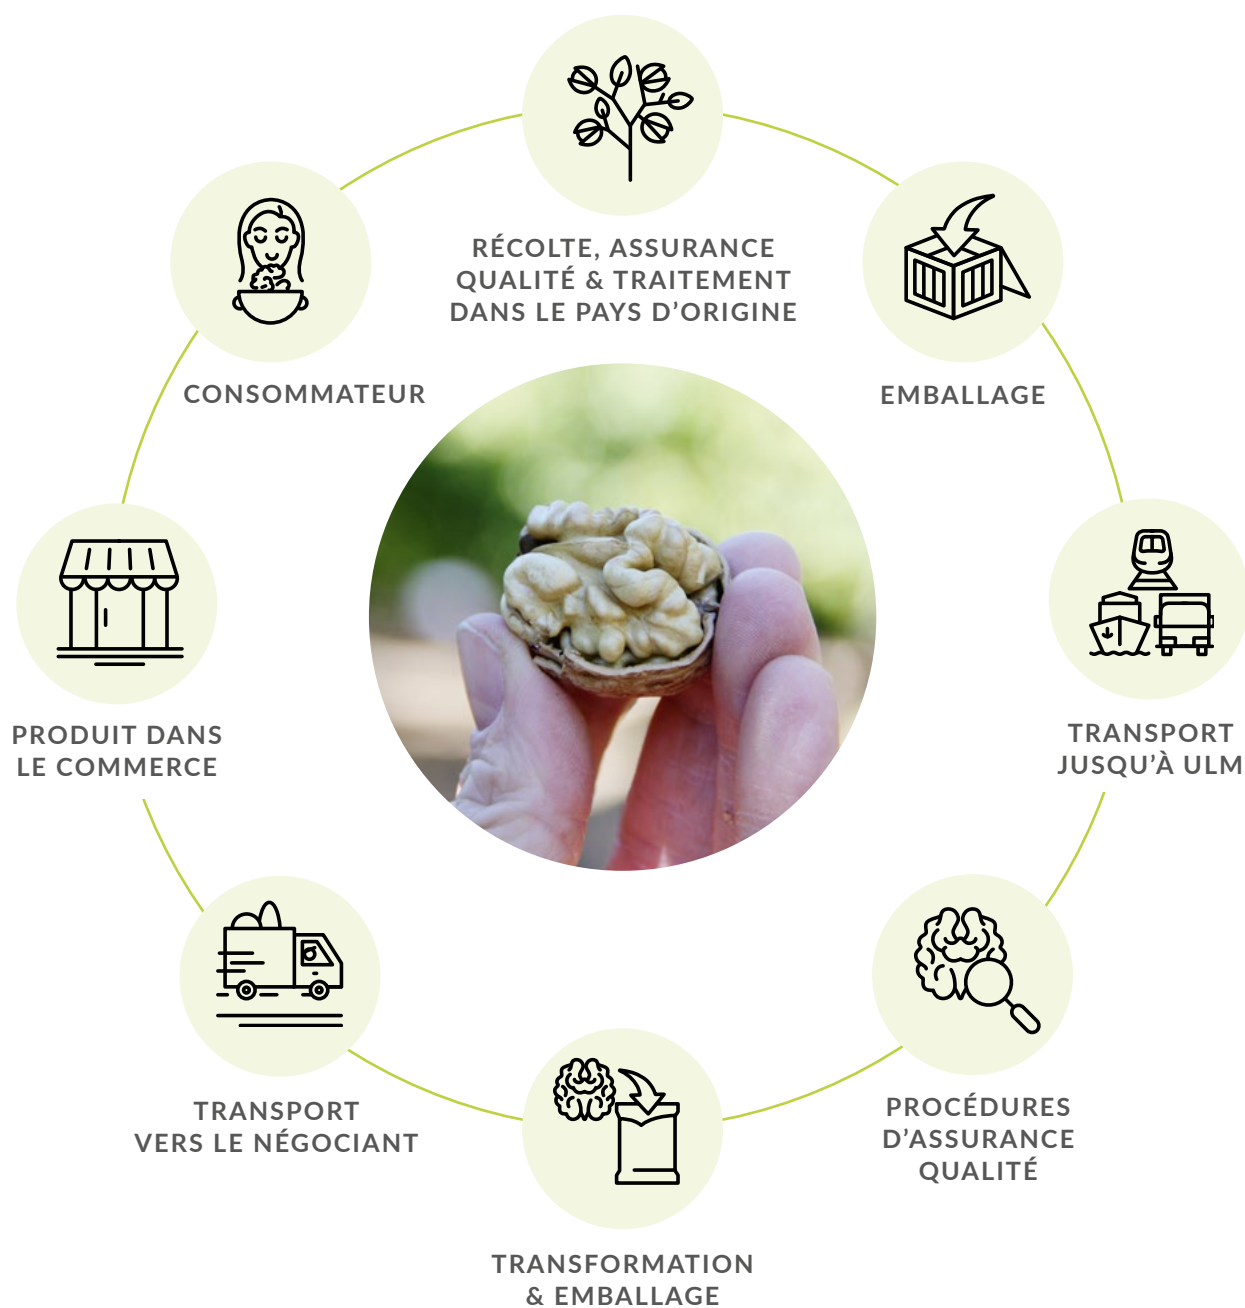 RÉCOLTE, ASSURANCE
QUALITÉ & TRAITEMENT
DANS LE PAYS D’ORIGINE
EMBALLAGE
TRANSPORT
JUSQU’À ULM
PROCÉDURES
D’ASSURANCE
QUALITÉ
TRANSFORMATION
& EMBALLAGE
TRANSPORT
VERS LE NÉGOCIANT
PRODUIT DANS
LE COMMERCE
CONSOMMATEUR